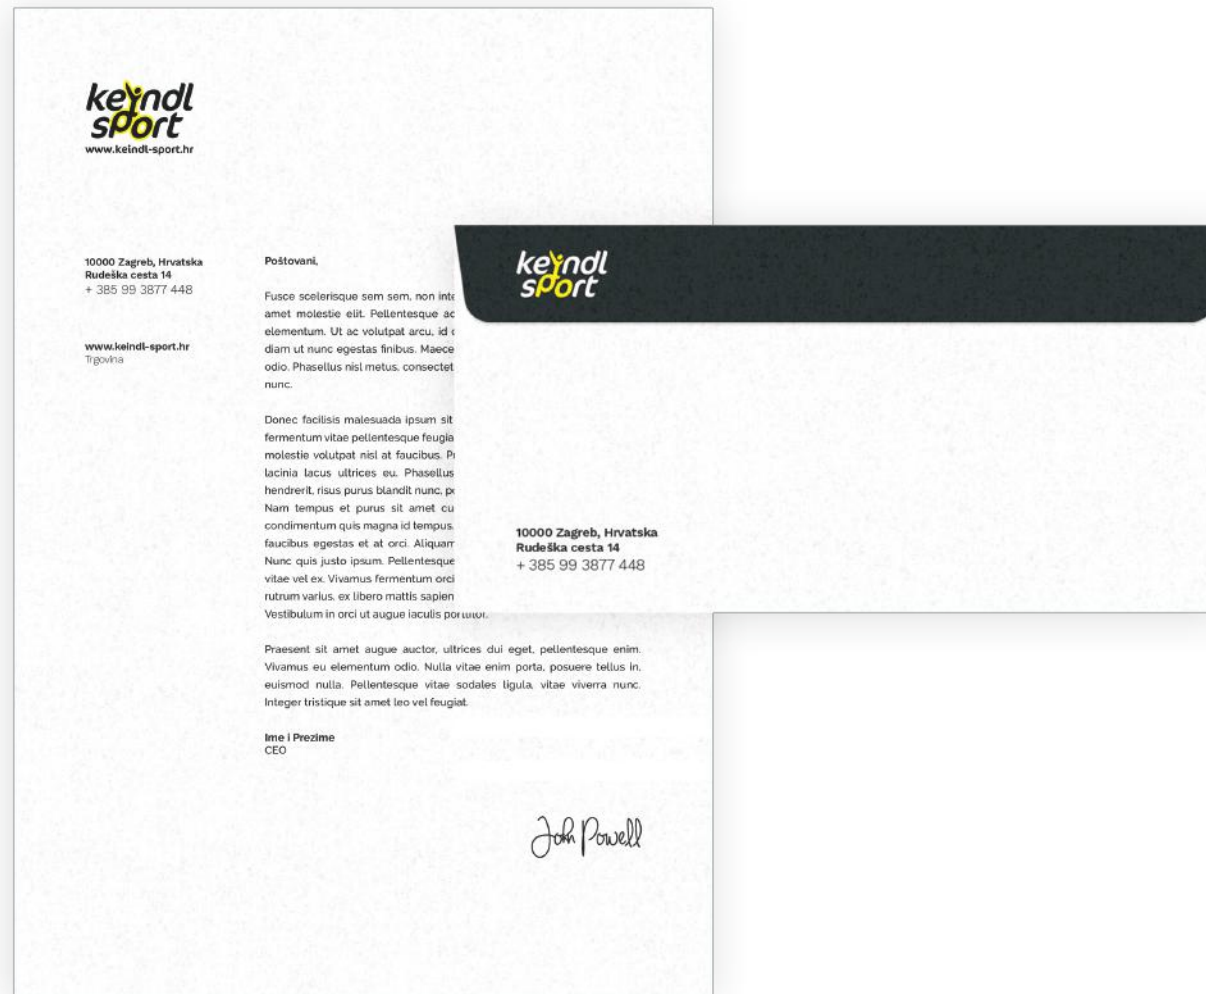 keindl
sport
www.keindl-sport.hr
10000 Zagreb, Hrvatska
Rudeška cesta 14
+ 385 99 3877 448
www.keindl-sport.hr
Trgovina
Poštovani,
Fusce scelerisque sem sem, non
amet molestie elit. Pellentesque
elementum. Ut ac volutpat arcu, id
diam ut nunc egestas finibus.
odio. Phasellus nisl metus, consectet
nunc.
Donec facilisis malesuada ipsum sit
fermentum vitae pellentesque
molestie volutpat nisl at faucibus.
lacinia lacus ultrices eu. Phasellus
hendrerit, risus purus blandit nunc,
Nam tempus et purus sit amet cu
condimentum quis magna id tempus.
faucibus egestas et at orci. Aliquam
Nunc quis justo ipsum. Pellentesque
vitae vel ex. Vivamus fermentum orci
rutrum varius, ex libero mattis sapien
Vestibulum in orci ut augue iaculis porttitor.
Praesent sit amet augue auctor, ultrices dui eget, pellentesque enim.
Vivamus eu elementum odio. Nulla vitae enim porta, posuere tellus in,
euismod nulla. Pellentesque vitae sodales ligula, vitae viverra nunc.
Integer tristique sit amet leo vel feugiat.
Ime i Prezime
CEO
John Powell
keindl
sport
10000 Zagreb, Hrvatska
Rudeška cesta 14
+ 385 99 3877 448